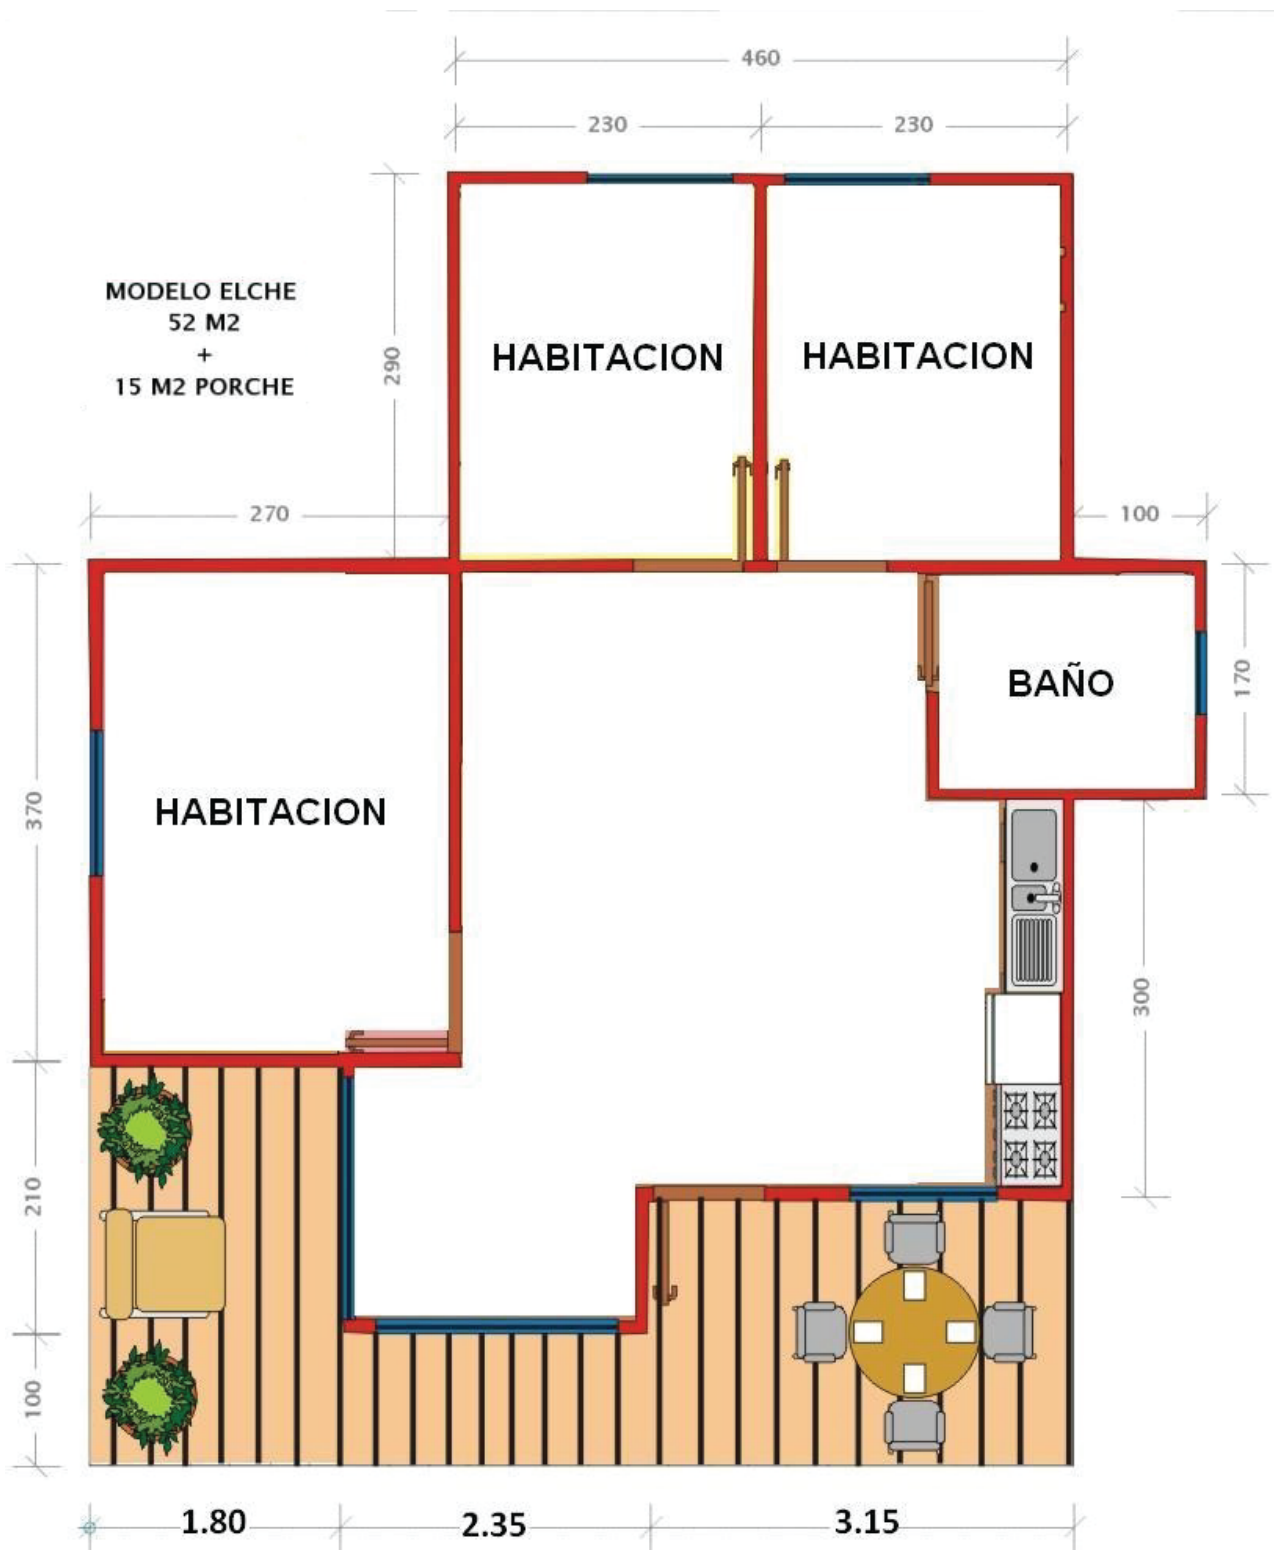 460
230
230
MODELO ELCHE
52 M2
+
15 M2 PORCHE
290
HABITACION
HABITACION
270
100
170
BAÑO
370
HABITACION
300
210
100
1.80
2.35
3.15